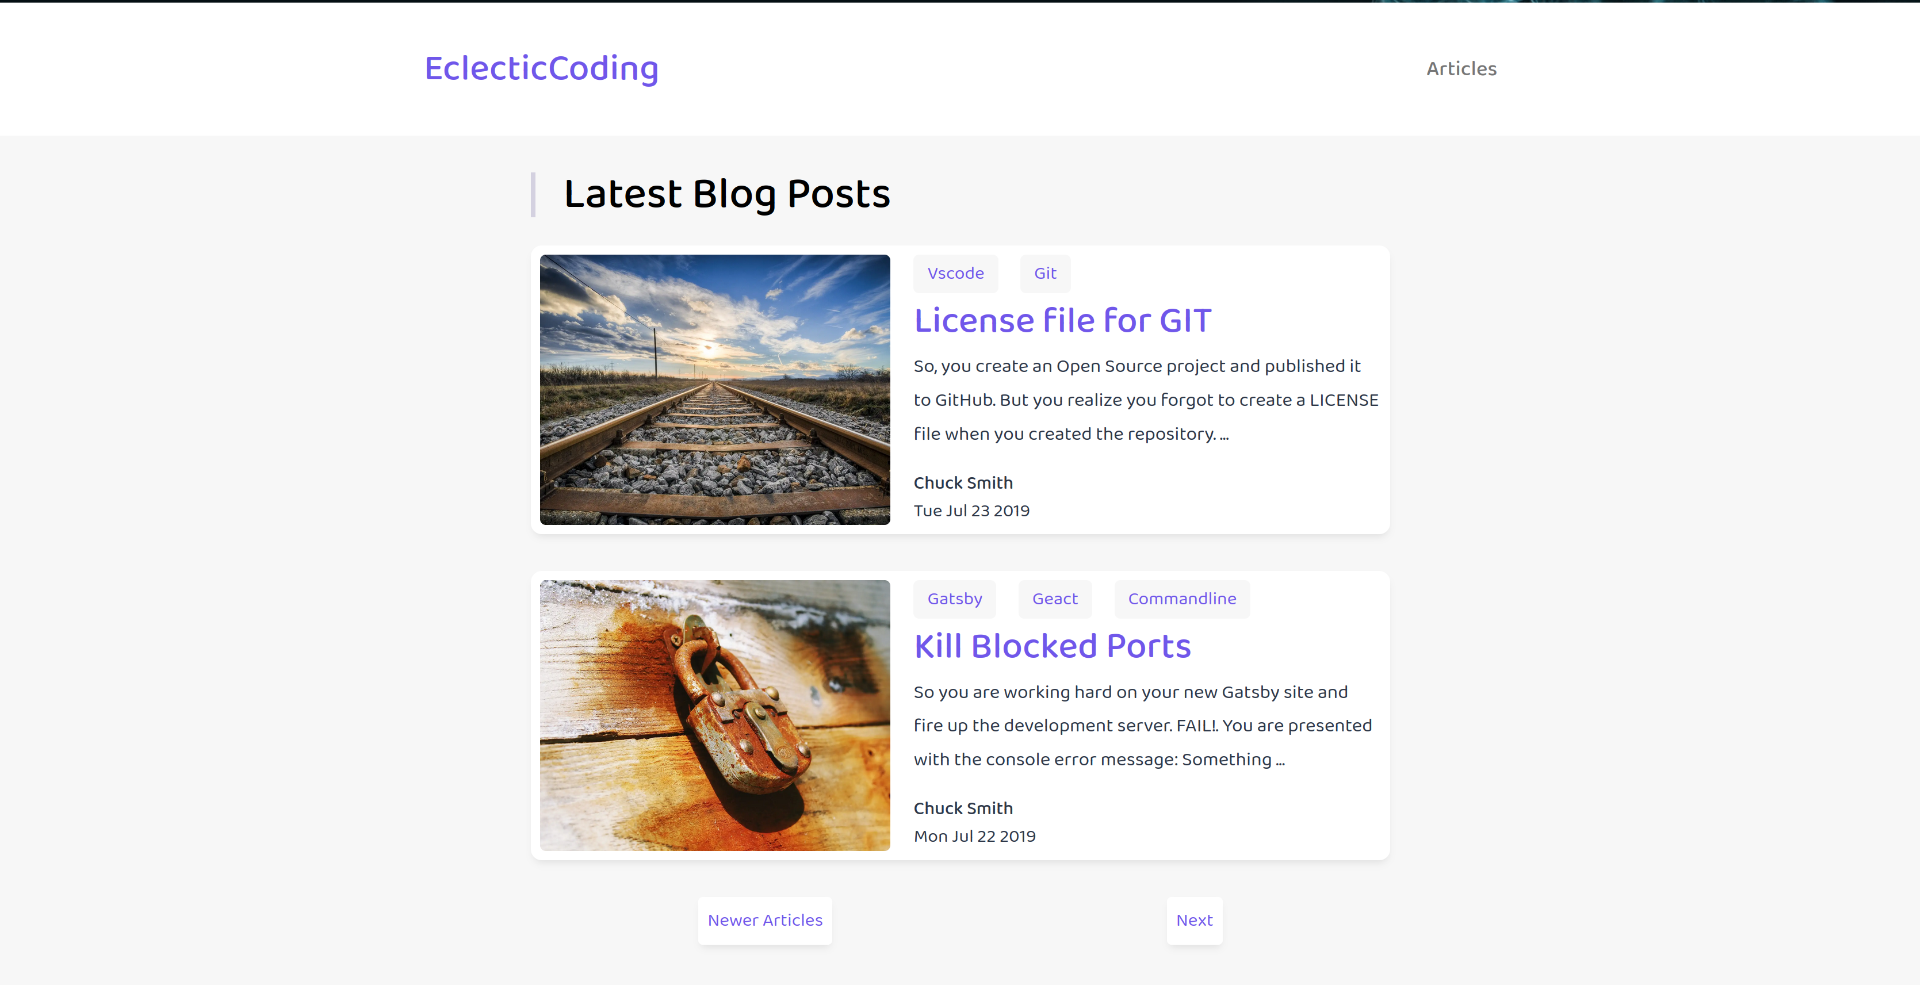 EclecticCoding
Articles
Latest Blog Posts
Vscode
Git
License file for GIT
So, you create an Open Source project and published it
to GitHub. But you realize you forgot to create a LICENSE
file when you created the repository. ...
Chuck Smith
Tue Jul 23 2019
Gatsby
Geact
Commandline
Kill Blocked Ports
So you are working hard on your new Gatsby site and
fire up the development server. FAIL!. You are presented
with the console error message: Something ...
Chuck Smith
Mon Jul 22 2019
Newer Articles
Next